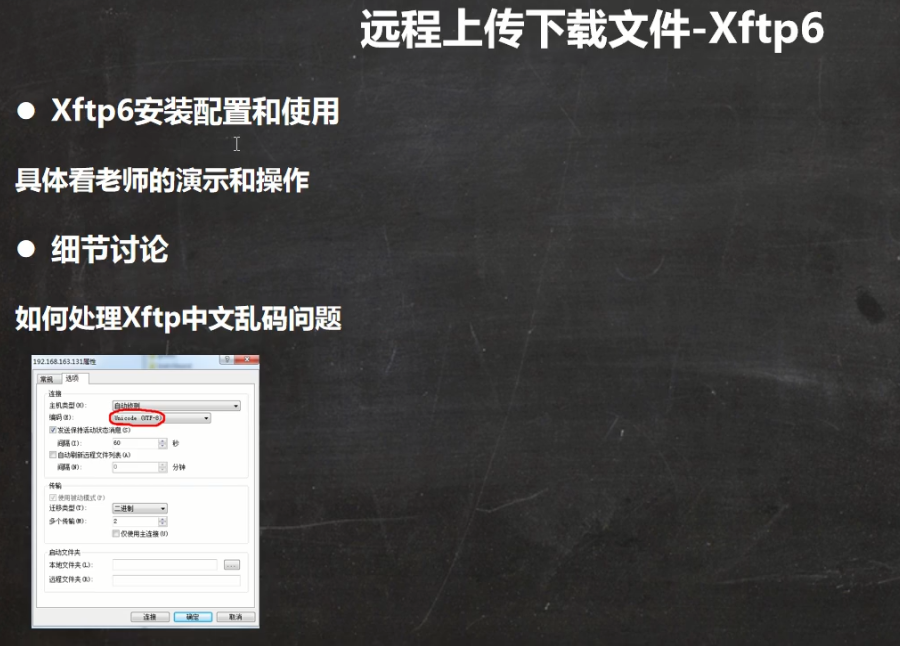 远程上传下载文件-Xftp6
● Xftp6安装配置和使用
具体看老师的演示和操作
● 细节讨论
如何处理Xftp中文乱码问题
192.168.163.131属性
常规 选项
连接
主机类型(H): 自动识别
编码(E): Unicode (UTF-8)
发送保持活动状态消息(S)
间隔(I): 60 秒
自动刷新远程文件列表(A)
间隔(N): 0 分钟
传输
使用被动模式(P)
迁移类型(T): 二进制
多个传输(M): 2
仅使用主连接(U)
启动文件夹
本地文件夹(L): ...
远程文件夹(R):
连接 确定 取消